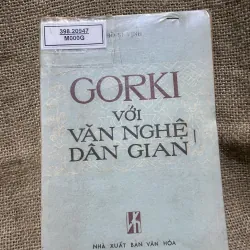 398.20947
M000G
GORKI
VỚI
VĂN NGHỆ
DÂN GIAN
NHÀ XUẤT BẢN VĂN HÓA